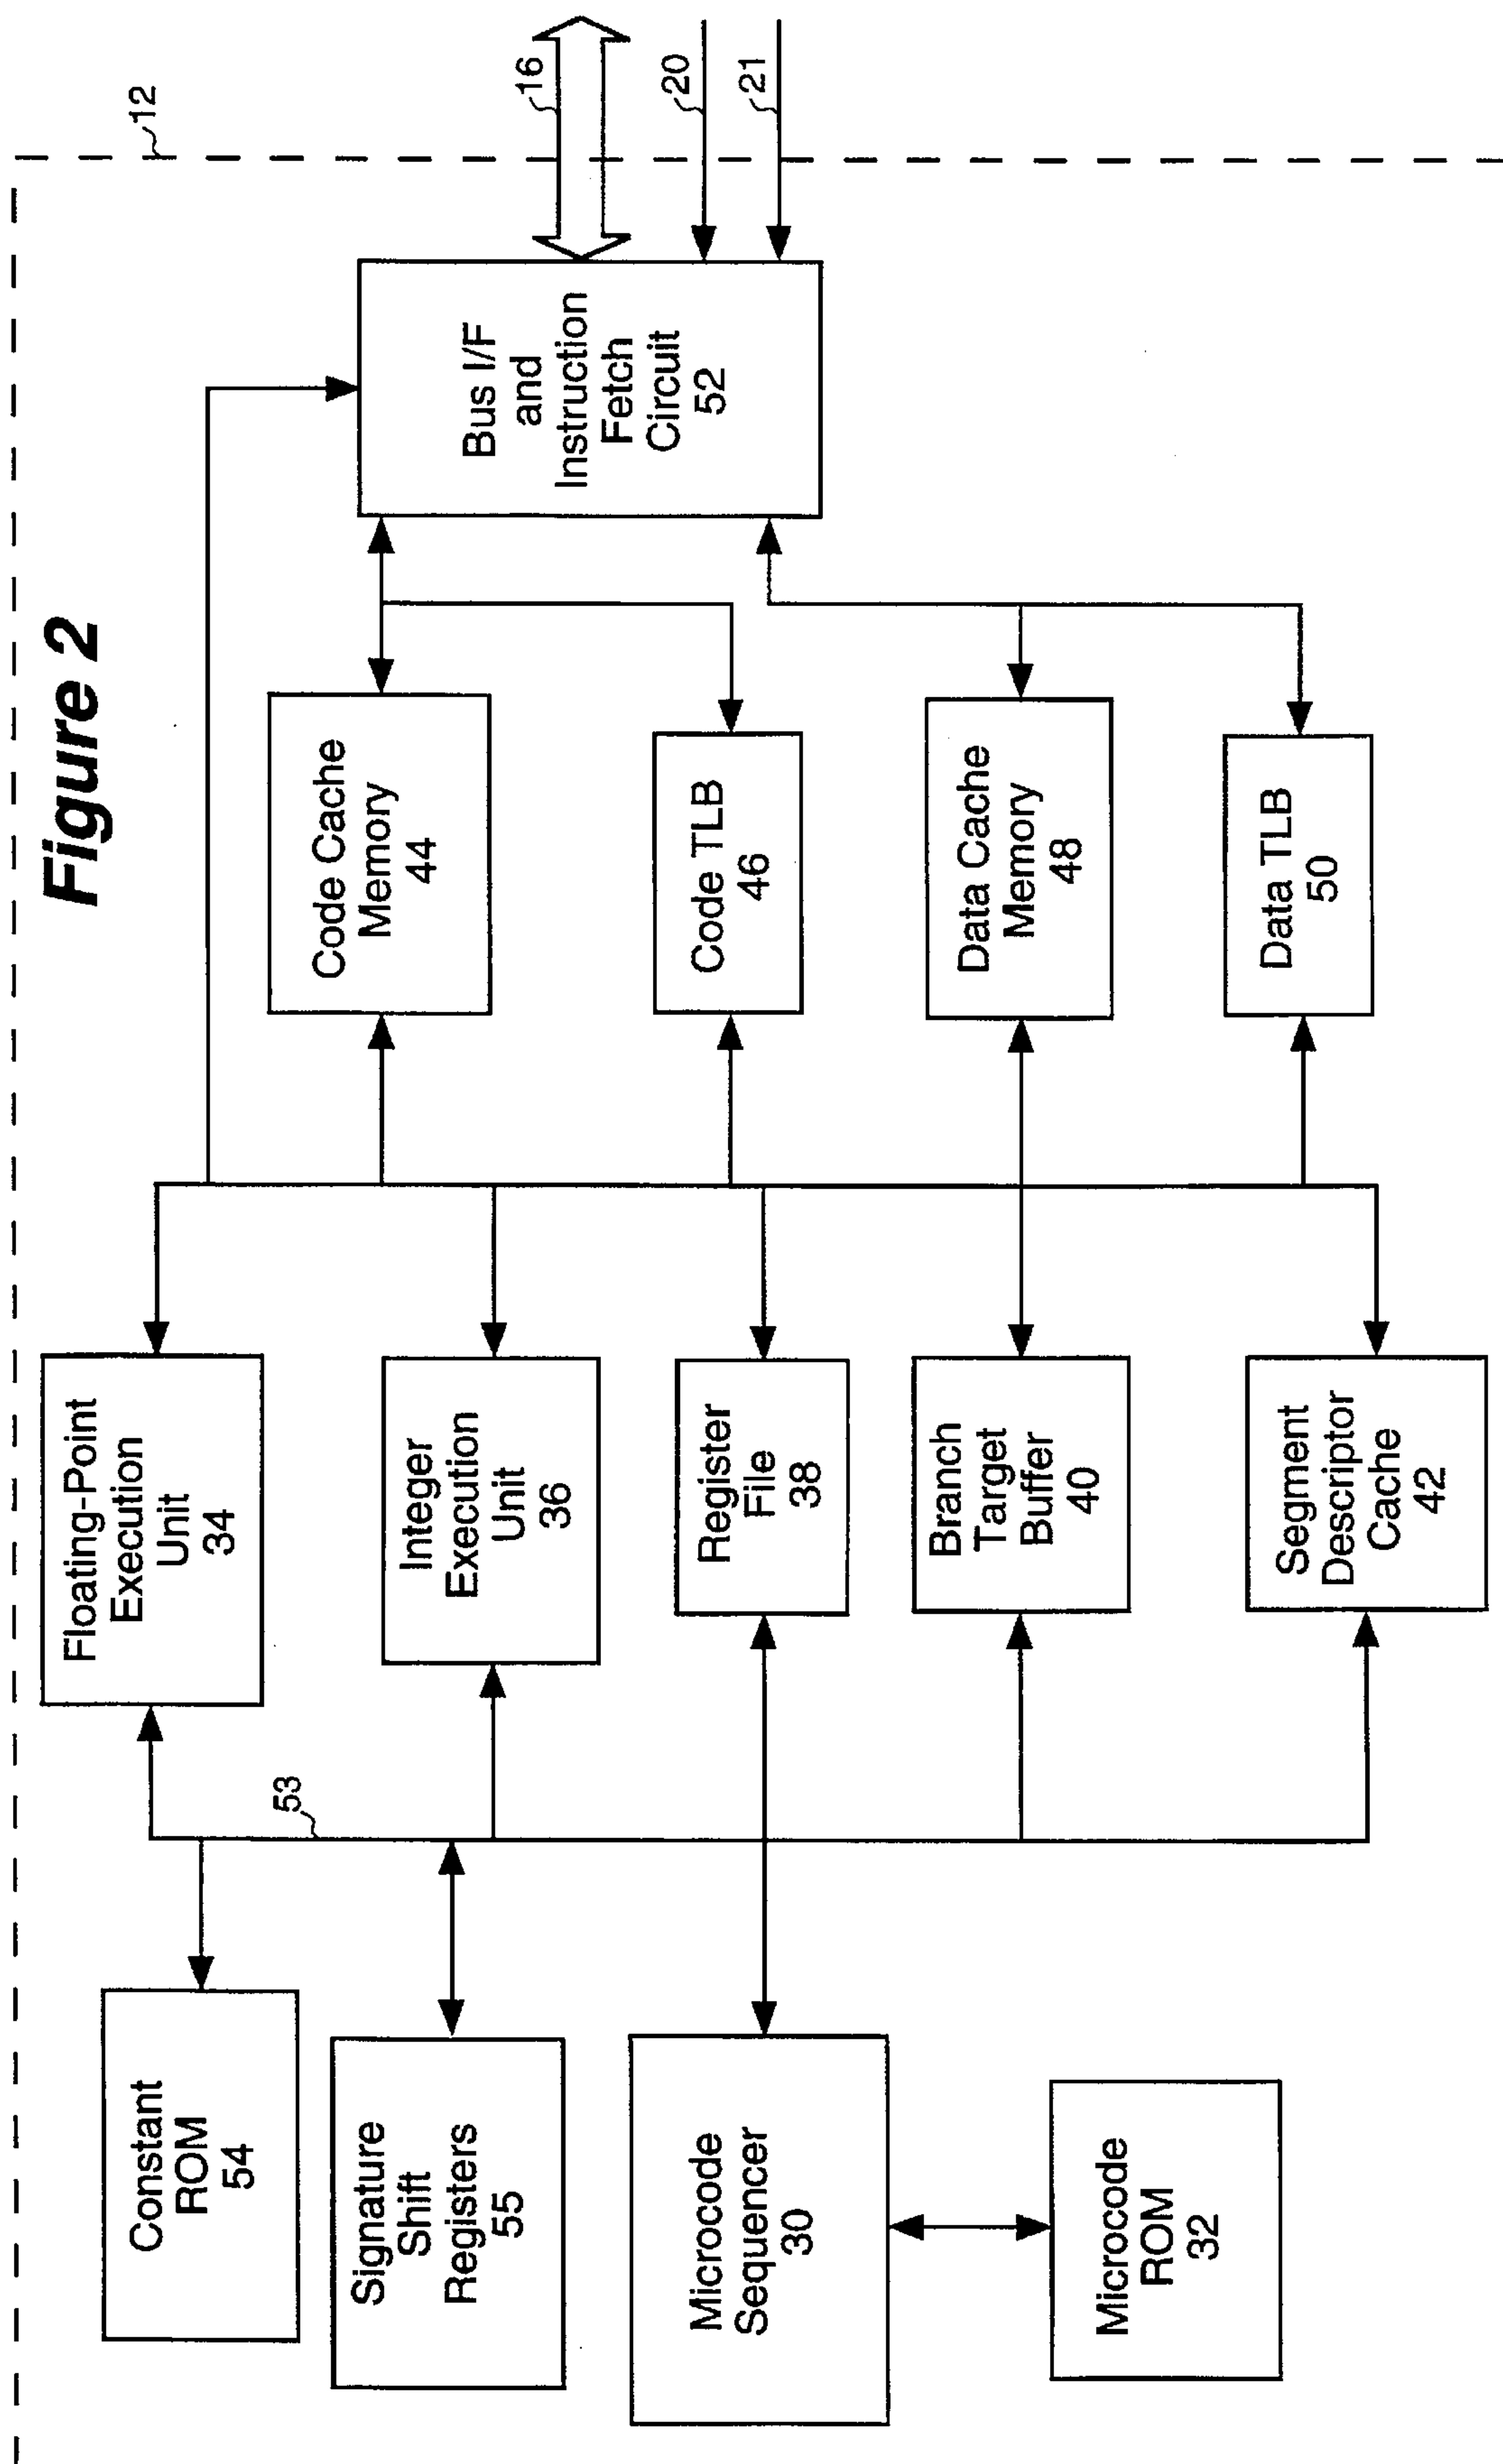 Figure 2
12
Constant
ROM
54
Signature
Shift
Registers
55
Microcode
Sequencer
30
Microcode
ROM
32
53
Floating-Point
Execution
Unit
34
Integer
Execution
Unit
36
Register
File
38
Branch
Target
Buffer
40
Segment
Descriptor
Cache
42
Code Cache
Memory
44
Code TLB
46
Data Cache
Memory
48
Data TLB
50
Bus I/F
and
Instruction
Fetch
Circuit
52
16
20
21